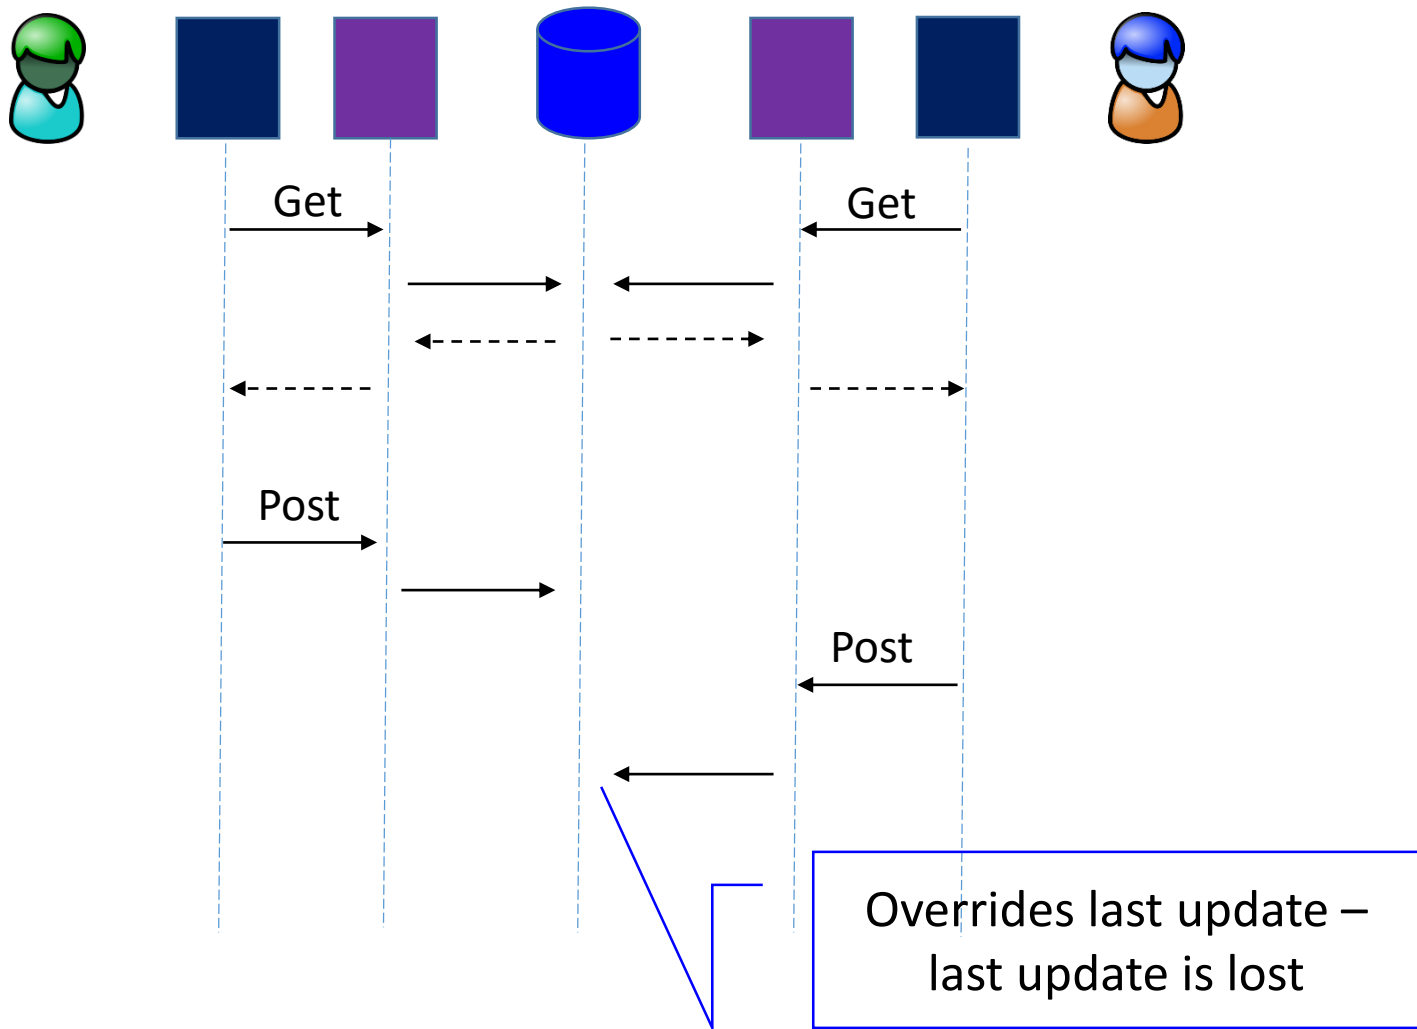 Get
Get
Post
Post
Overrides last update –
last update is lost